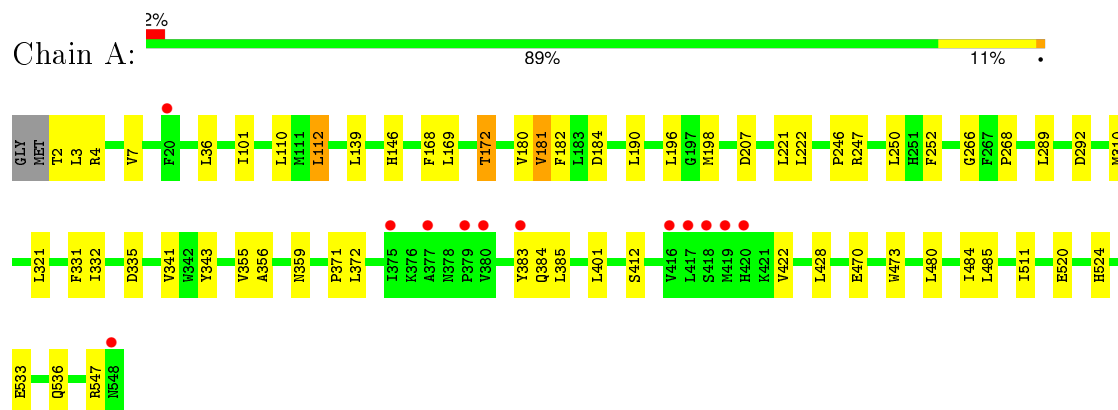 2%
Chain A:
89% 11% •
GLY MET T2 L3 R4 V7 F20 L36 I101 L110 M111 L112 L139 H146 F168 L169 T172 V180 V181 F182 L183 D184 L190 L196 G197 M198 D207 L221 L222 P246 R247 L250 H251 F252 G266 F267 P268 L289 D292 M310
L321 F331 I332 D335 V341 W342 Y343 V355 A356 N359 P371 L372 I375 K376 A377 N378 P379 V380 Y383 Q384 L385 L401 S412 V416 L417 S418 M419 H420 K421 V422 L428 E470 W473 L480 I484 L485 I511 E520 H524
E533 Q536 R547 N548